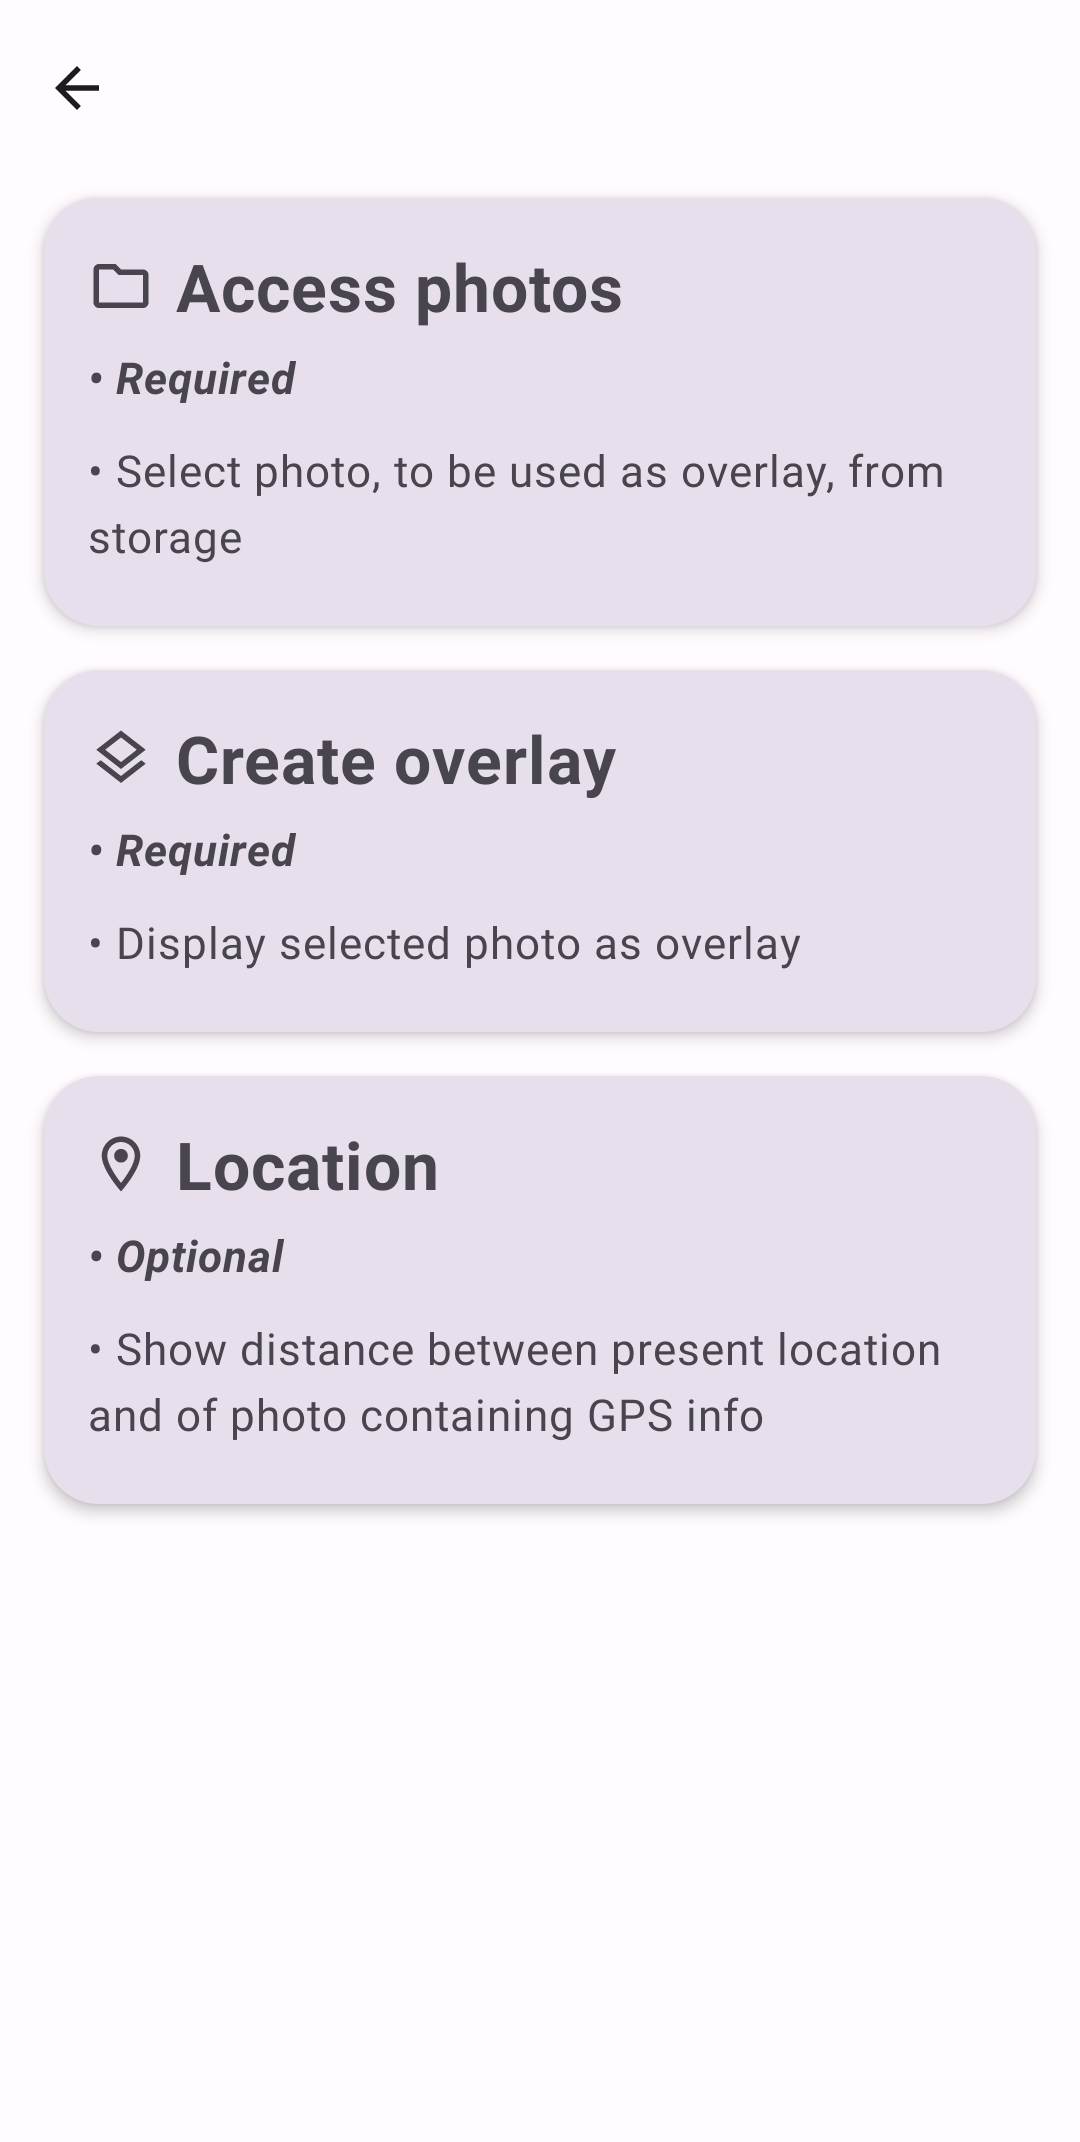 Access photos
• Required
• Select photo, to be used as overlay, from
storage
Create overlay
• Required
• Display selected photo as overlay
Location
• Optional
• Show distance between present location
and of photo containing GPS info